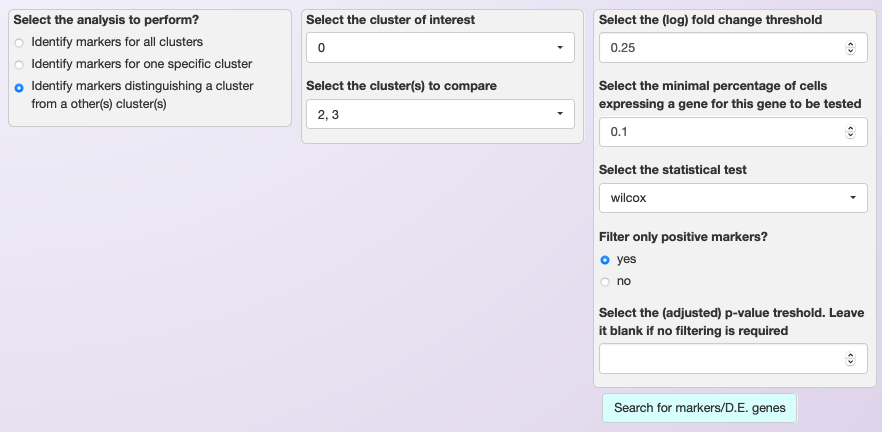 Select the analysis to perform?
Identify markers for all clusters
Identify markers for one specific cluster
Identify markers distinguishing a cluster
from a other(s) cluster(s)
Select the cluster of interest
0
Select the cluster(s) to compare
2, 3
Select the (log) fold change threshold
0.25
Select the minimal percentage of cells
expressing a gene for this gene to be tested
0.1
Select the statistical test
wilcox
Filter only positive markers?
yes
no
Select the (adjusted) p-value treshold. Leave
it blank if no filtering is required
Search for markers/D.E. genes